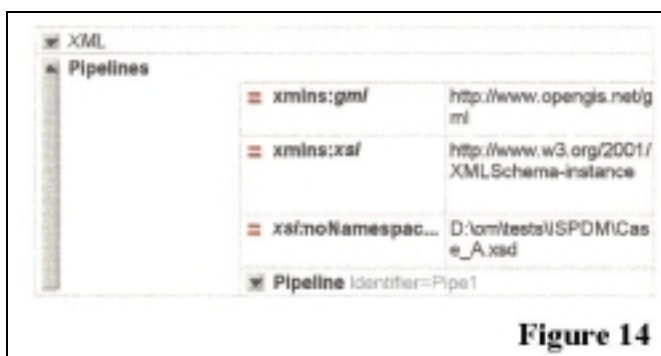 XML
Pipelines
= xmlns:gml http://www.opengis.net/g
ml
= xmlns:xsi http://www.w3.org/2001/
XMLSchema-instance
= xsi:noNamespac... D:\om\tests\ISPDM\Cas
e_A.xsd
Pipeline Identifier=Pipe1
Figure 14